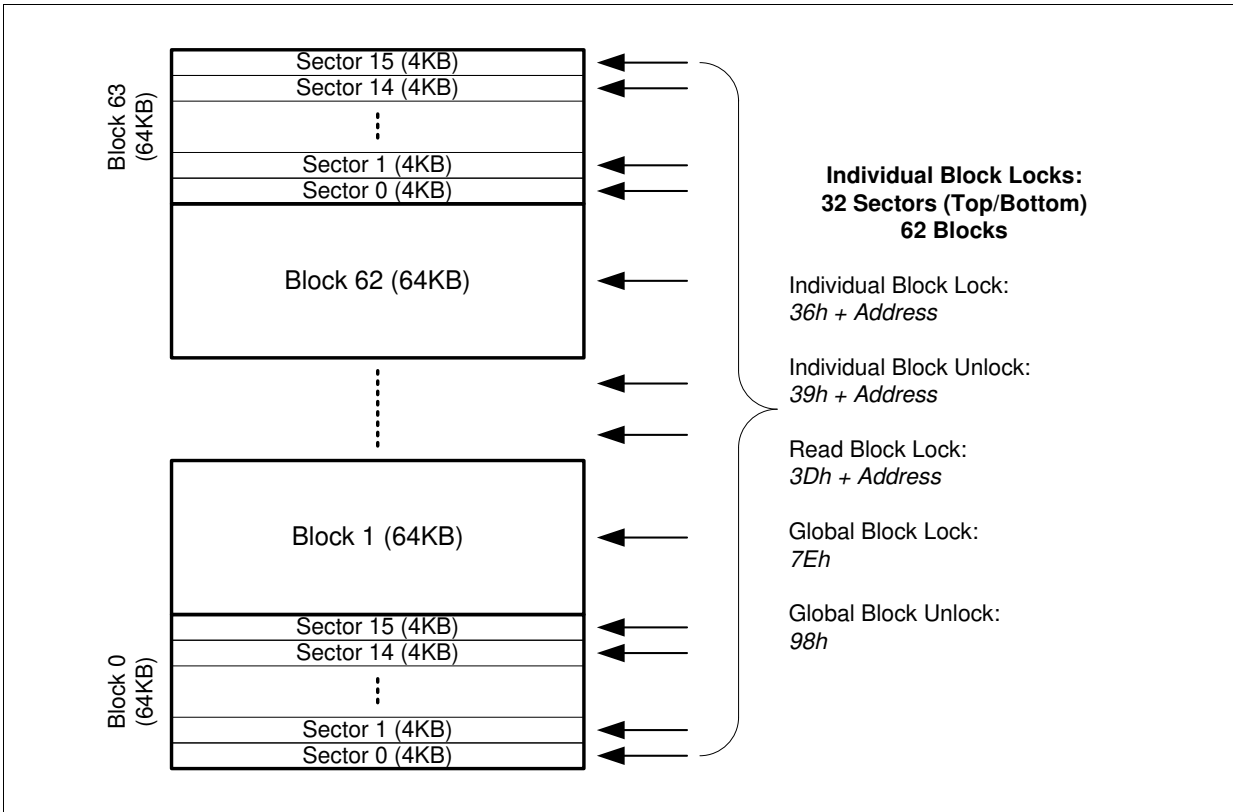 Block 63
(64KB)
Sector 15 (4KB)
Sector 14 (4KB)
Sector 1 (4KB)
Sector 0 (4KB)
Block 62 (64KB)
Block 1 (64KB)
Block 0
(64KB)
Sector 15 (4KB)
Sector 14 (4KB)
Sector 1 (4KB)
Sector 0 (4KB)
Individual Block Locks:
32 Sectors (Top/Bottom)
62 Blocks
Individual Block Lock:
36h + Address
Individual Block Unlock:
39h + Address
Read Block Lock:
3Dh + Address
Global Block Lock:
7Eh
Global Block Unlock:
98h